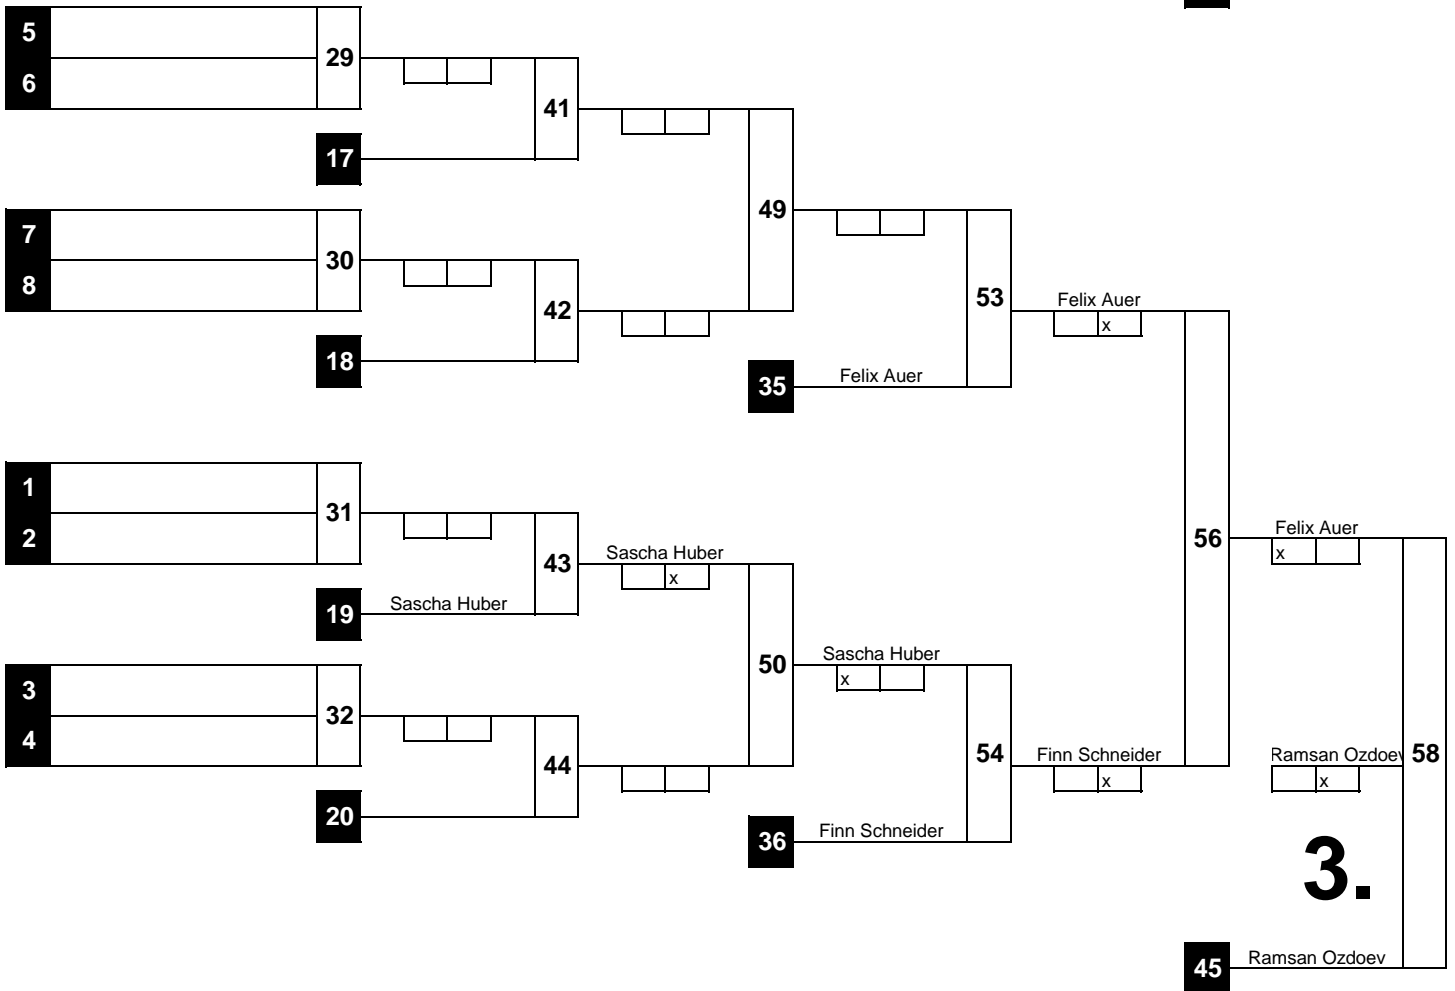 5
29
6
41
17
7
49
30
8
42
53
Felix Auer
x
18
35
Felix Auer
1
31
2
Felix Auer
56
x
43
Sascha Huber
x
19
Sascha Huber
3
50
Sascha Huber
x
32
4
54
Finn Schneider
x
Ramsan Ozdoev
58
x
44
20
36
Finn Schneider
3.
45
Ramsan Ozdoev